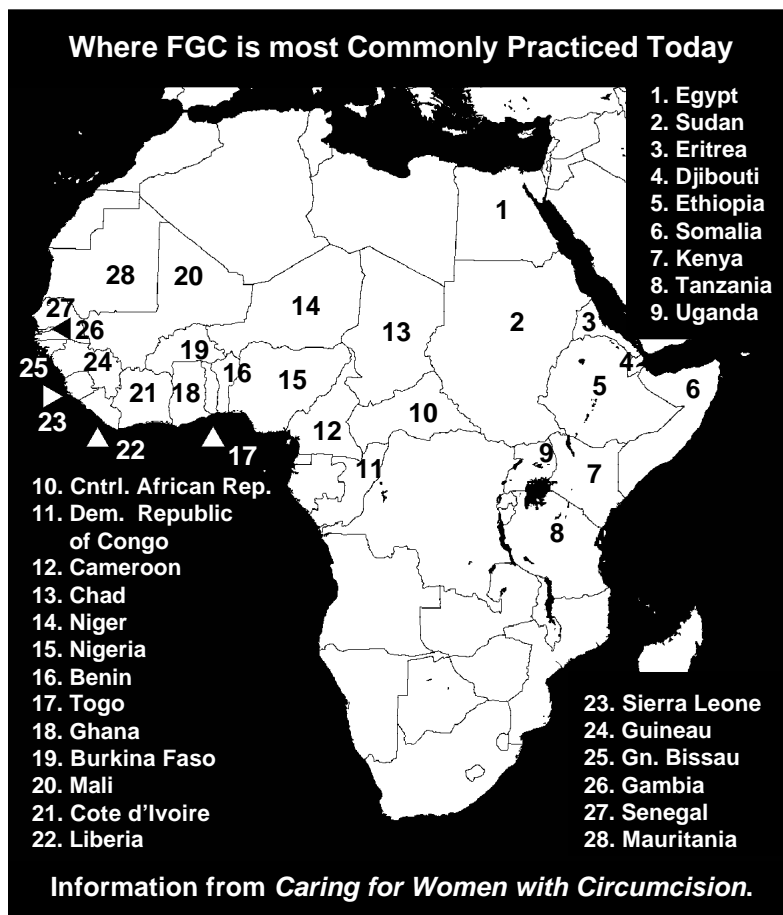 Where FGC is most Commonly Practiced Today
1. Egypt
2. Sudan
3. Eritrea
4. Djibouti
5. Ethiopia
6. Somalia
7. Kenya
8. Tanzania
9. Uganda
1
28
20
14
13
2
3
27
26
19
16
15
4
5
6
25
24
21
18
10
23
22
17
12
11
9
7
8
10. Cntrl. African Rep.
11. Dem. Republic
of Congo
12. Cameroon
13. Chad
14. Niger
15. Nigeria
16. Benin
17. Togo
18. Ghana
19. Burkina Faso
20. Mali
21. Cote d’Ivoire
22. Liberia
23. Sierra Leone
24. Guineau
25. Gn. Bissau
26. Gambia
27. Senegal
28. Mauritania
Information from Caring for Women with Circumcision.